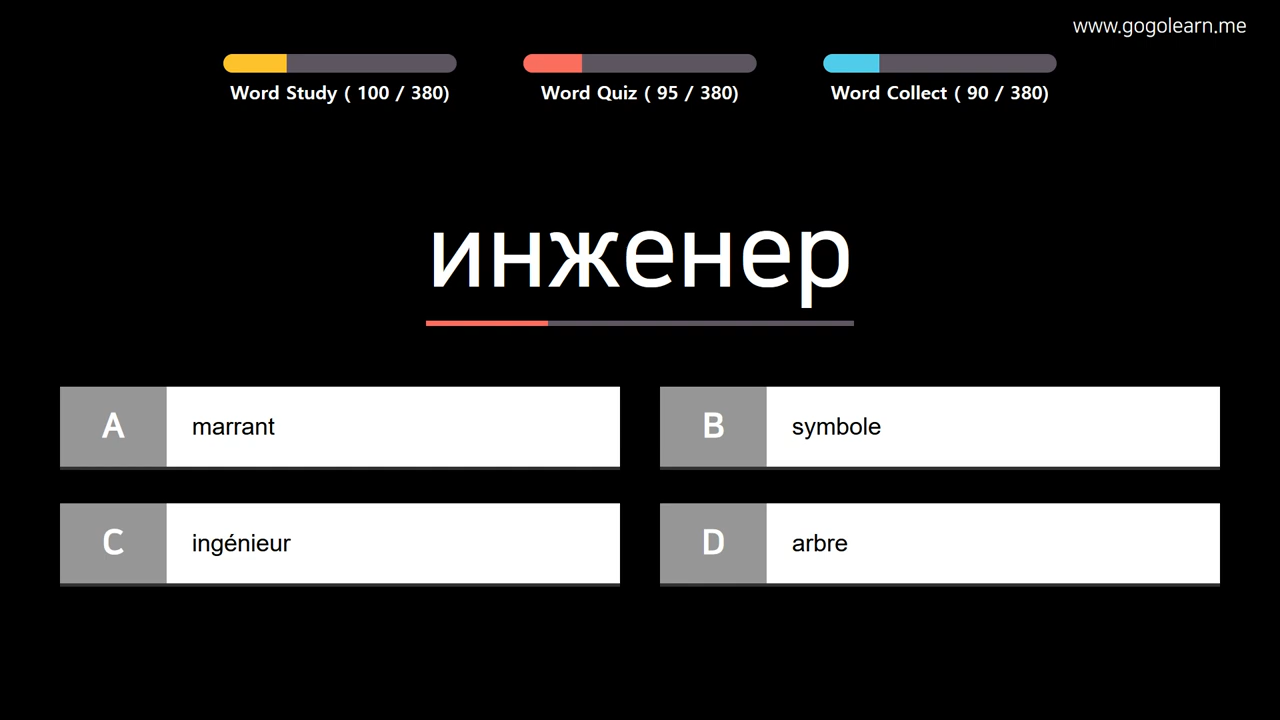 www.gogolearn.me
Word Study ( 100 / 380)
Word Quiz ( 95 / 380)
Word Collect ( 90 / 380)
инженер
A marrant
B symbole
C ingénieur
D arbre